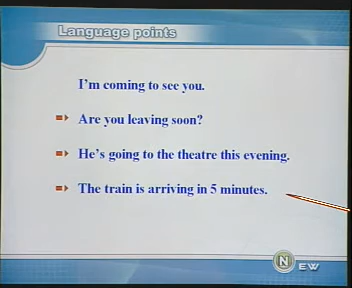 Language points
I'm coming to see you.
Are you leaving soon?
He's going to the theatre this evening.
The train is arriving in 5 minutes.
N EW